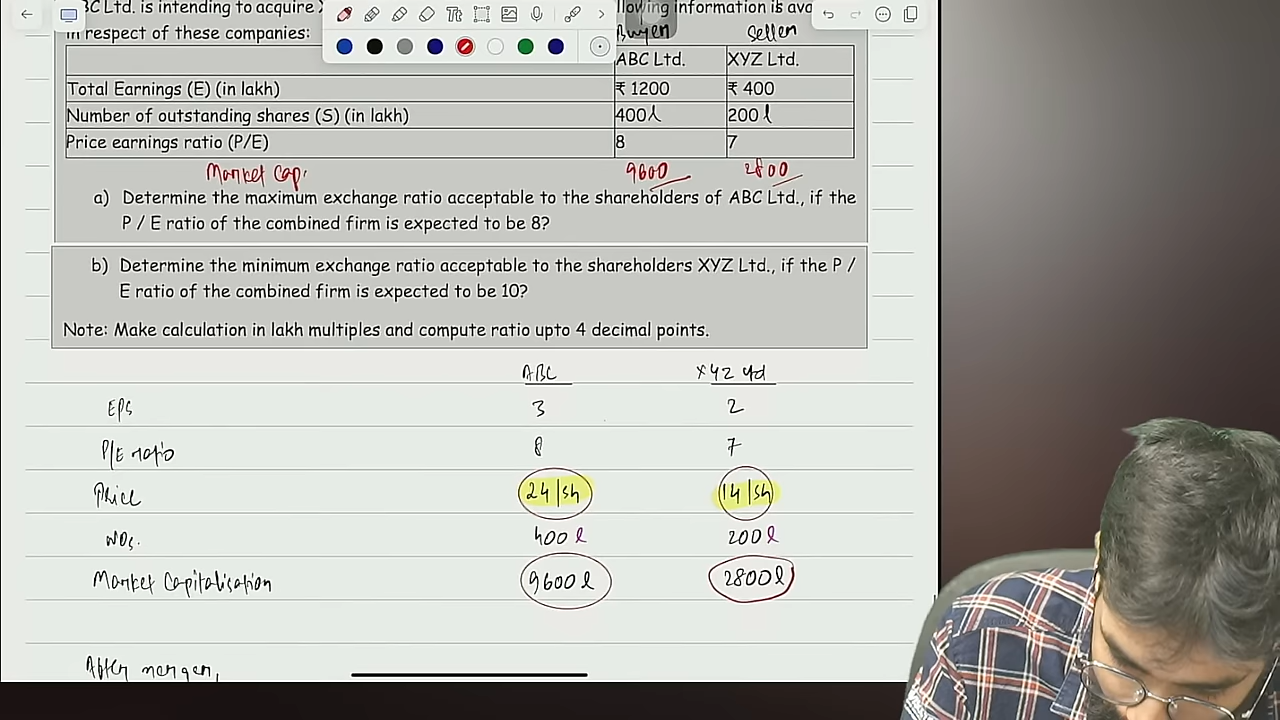 BC Ltd. is intending to acquire
llowing information is ava
in respect of these companies:
Buyer Seller
ABC Ltd. XYZ Ltd.
Total Earnings (E) (in lakh) ₹ 1200 ₹ 400
Number of outstanding shares (S) (in lakh) 400l 200 l
Price earnings ratio (P/E) 8 7
Market Cap. 9600 2800
a) Determine the maximum exchange ratio acceptable to the shareholders of ABC Ltd., if the
P / E ratio of the combined firm is expected to be 8?
b) Determine the minimum exchange ratio acceptable to the shareholders XYZ Ltd., if the P /
E ratio of the combined firm is expected to be 10?
Note: Make calculation in lakh multiples and compute ratio upto 4 decimal points.
ABC XYZ Ltd
EPS 3 2
P/E ratio 8 7
Price 24/sh 14/sh
NOS. 400 l 200 l
Market Capitalisation 9600 l 2800 l
After merger,